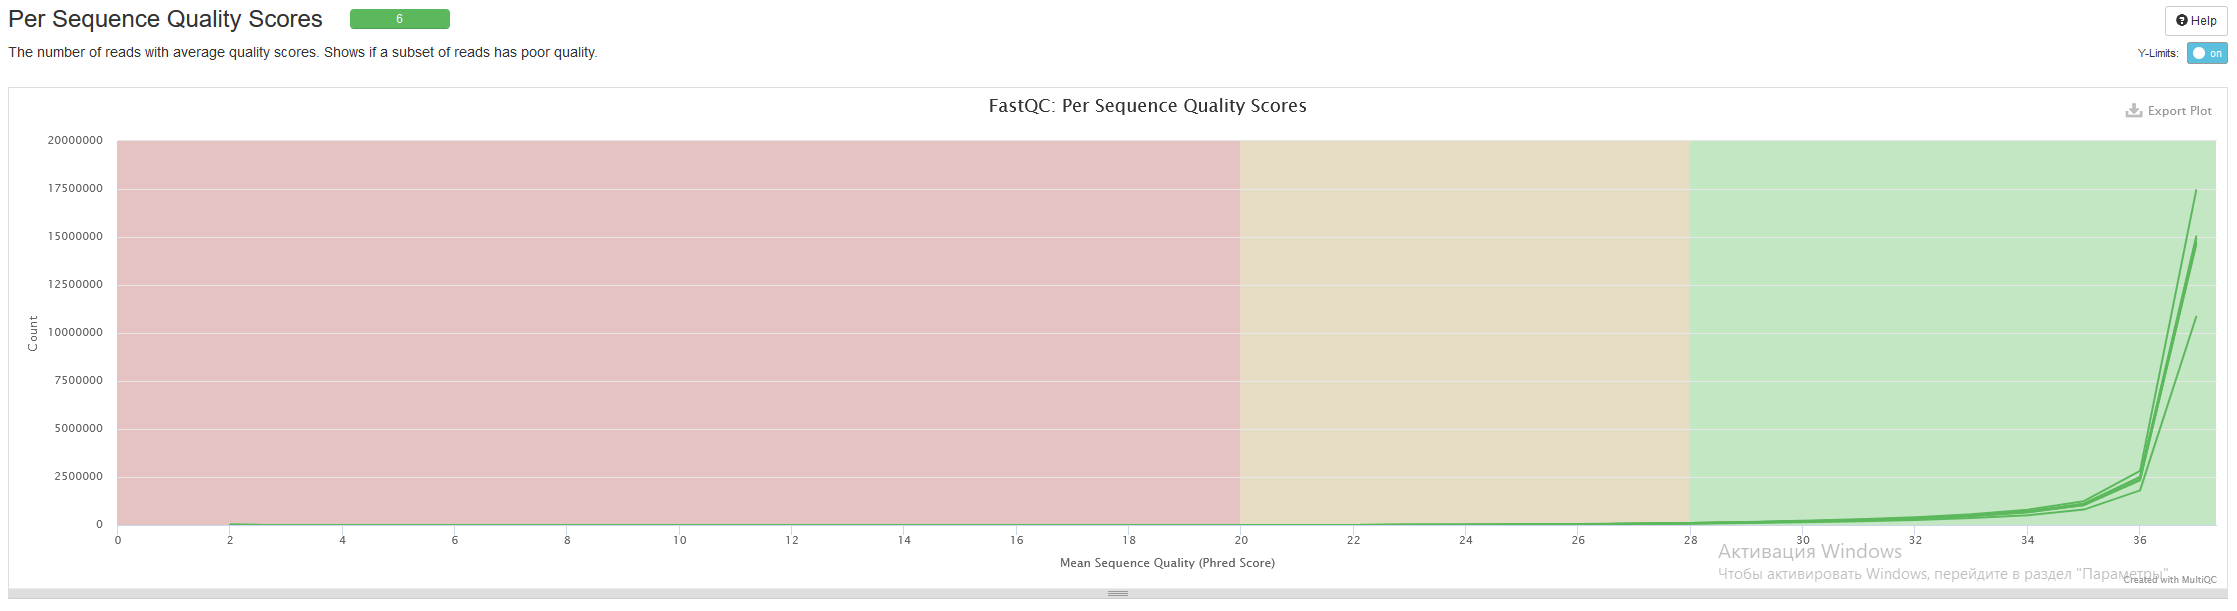 Per Sequence Quality Scores 6 Help
The number of reads with average quality scores. Shows if a subset of reads has poor quality. Y-Limits: on
FastQC: Per Sequence Quality Scores
Export Plot
20000000
17500000
15000000
12500000
10000000
7500000
5000000
2500000
0
Count
0 2 4 6 8 10 12 14 16 18 20 22 24 26 28 30 32 34 36
Mean Sequence Quality (Phred Score)
Активация Windows
Чтобы активировать Windows, перейдите в раздел "Параметры".
Created with MultiQC